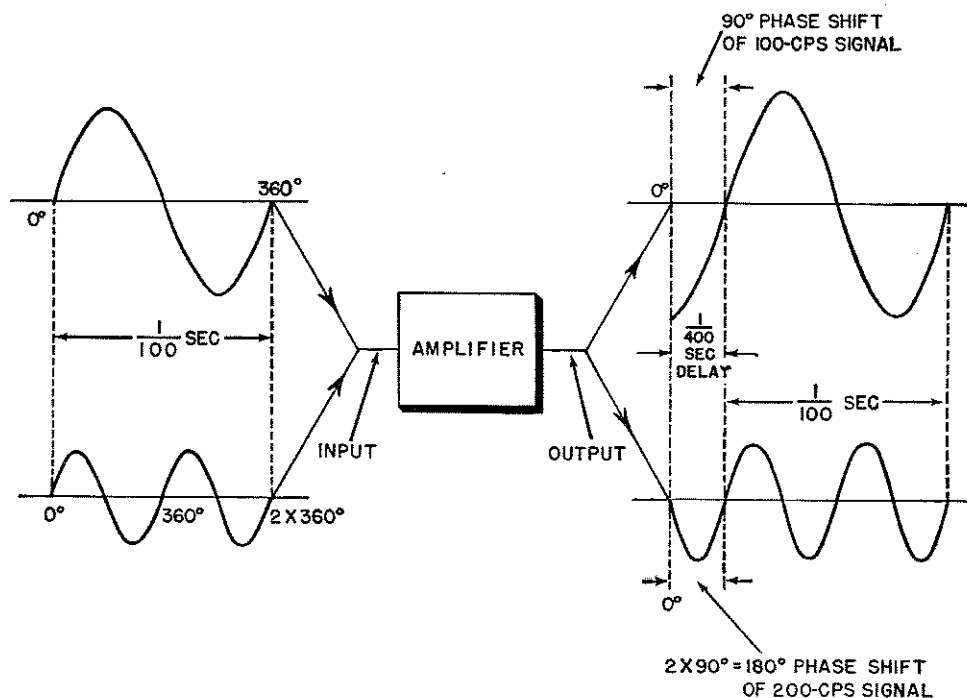 90° PHASE SHIFT
OF 100-CPS SIGNAL
360°
0°
0°
1/100 SEC
AMPLIFIER
1/400
SEC
DELAY
1/100 SEC
INPUT
OUTPUT
0°
360°
2 X 360°
0°
2 X 90° = 180° PHASE SHIFT
OF 200-CPS SIGNAL